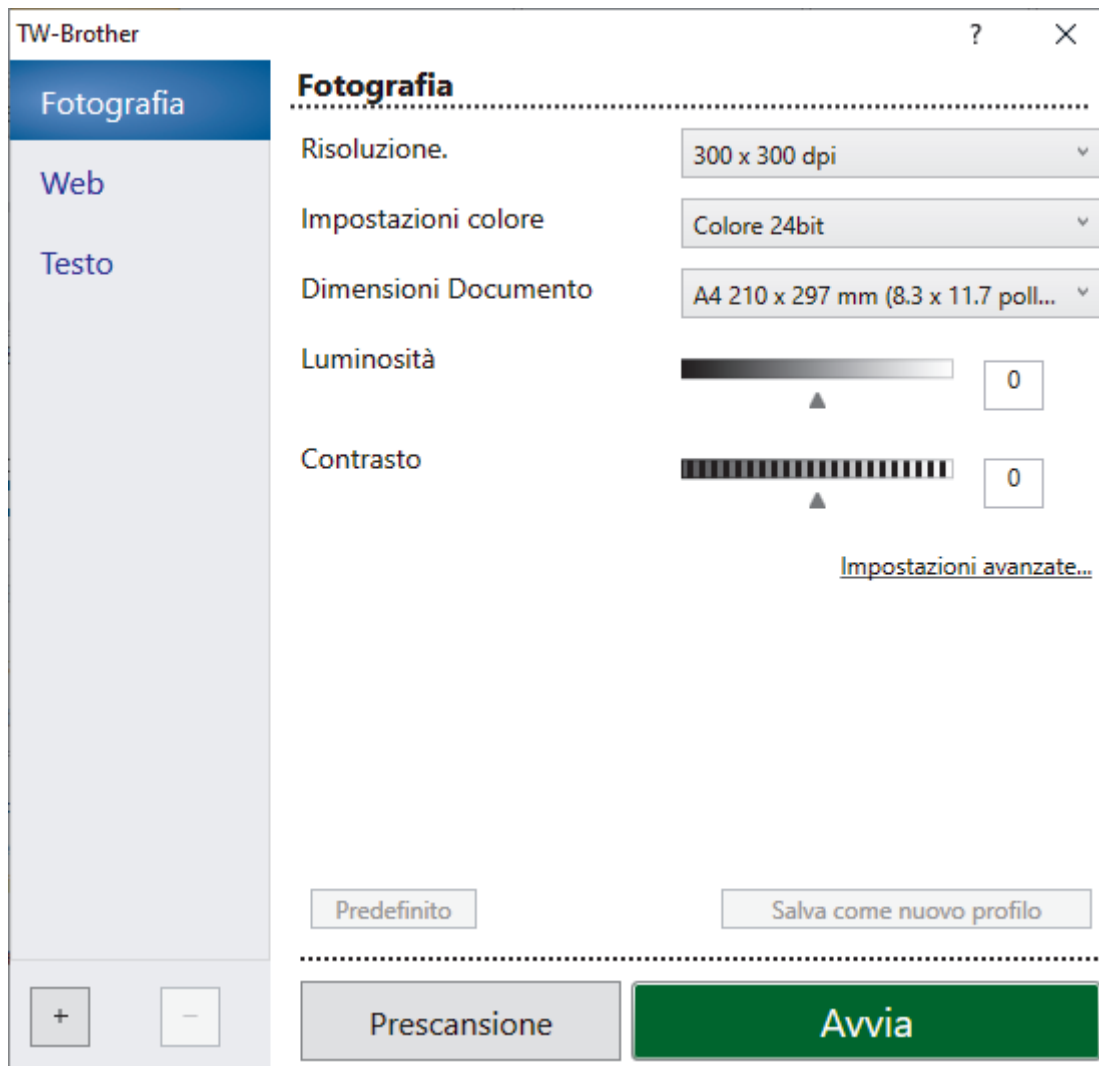 TW-Brother
?
Fotografia
Web
Testo
+
−
Fotografia
Risoluzione.
300 x 300 dpi
Impostazioni colore
Colore 24bit
Dimensioni Documento
A4 210 x 297 mm (8.3 x 11.7 poll...
Luminosità
0
Contrasto
0
Impostazioni avanzate...
Predefinito
Salva come nuovo profilo
Prescansione
Avvia